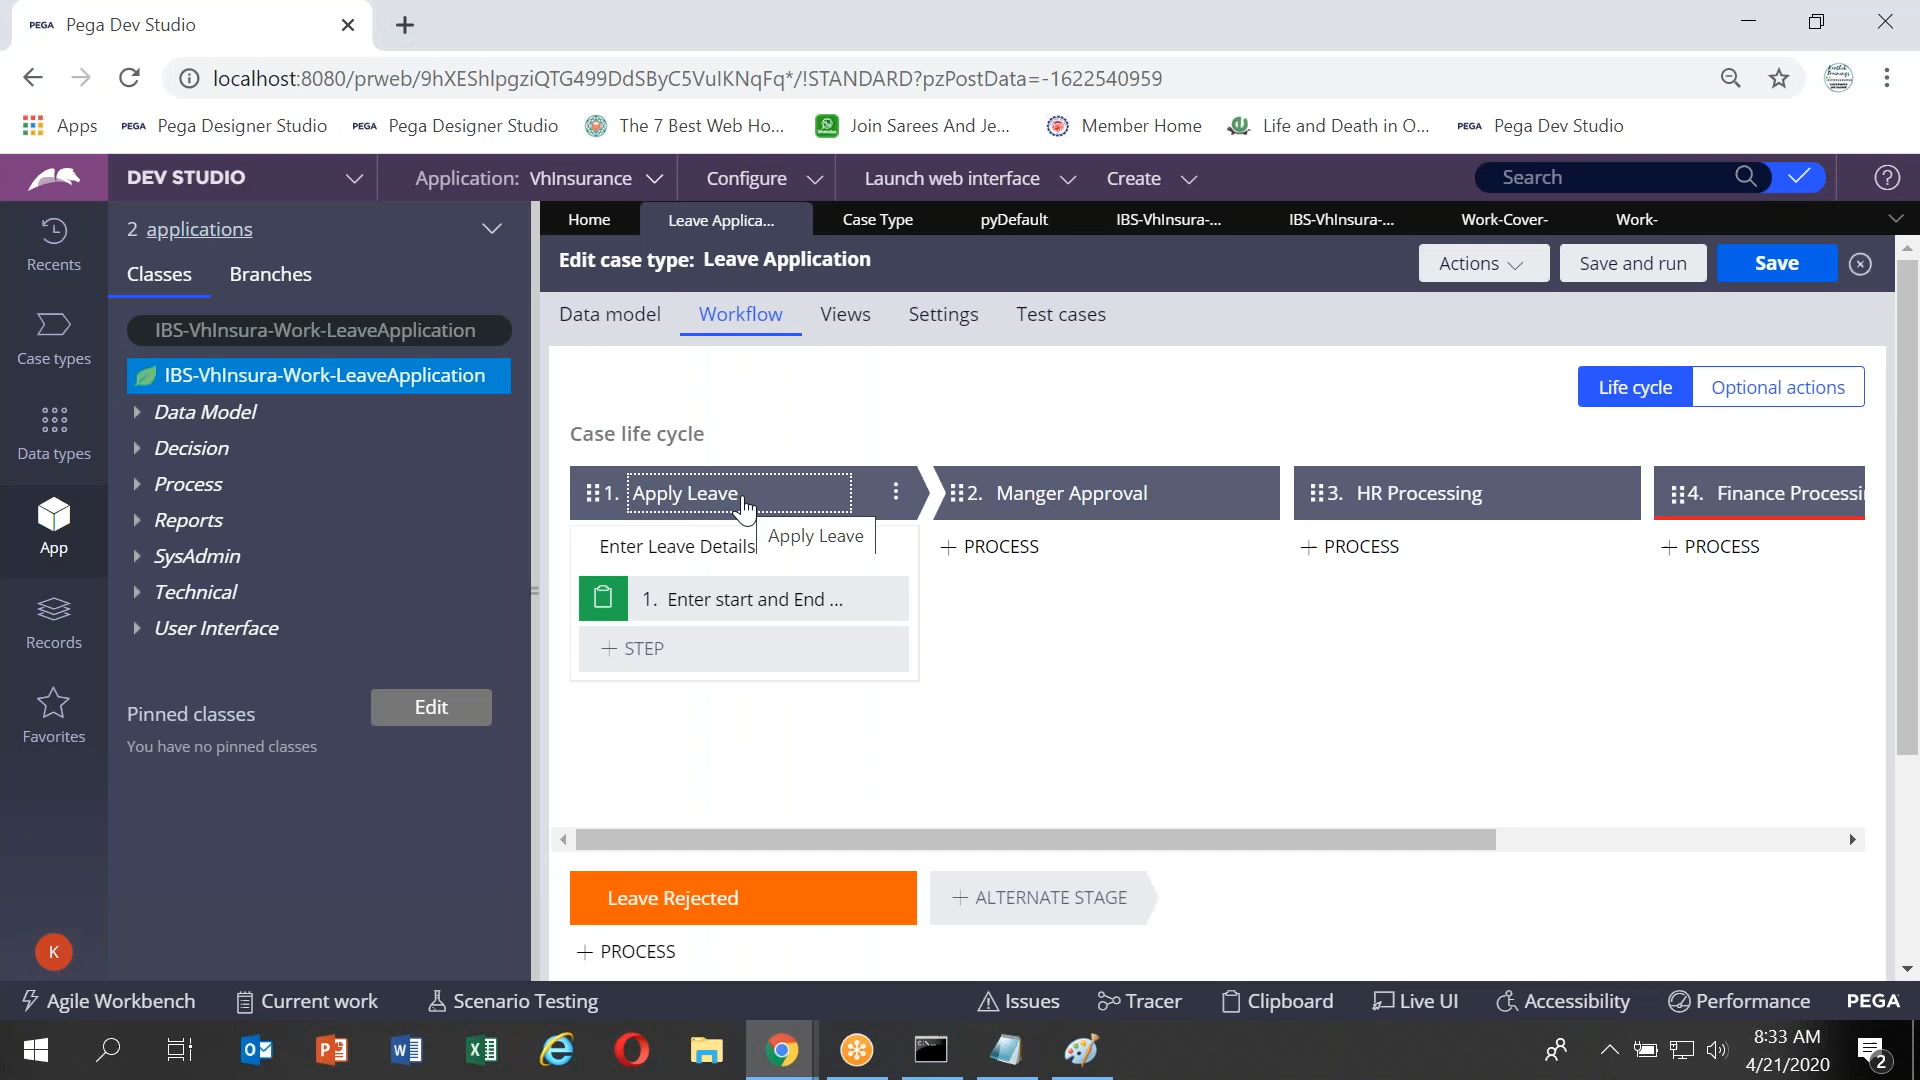 PEGA Pega Dev Studio
localhost:8080/prweb/9hXEShlpgziQTG499DdSByC5VulKNqFq*/!STANDARD?pzPostData=-1622540959
Apps PEGA Pega Designer Studio PEGA Pega Designer Studio The 7 Best Web Ho... Join Sarees And Je... Member Home Life and Death in O... PEGA Pega Dev Studio
DEV STUDIO Application: VhInsurance Configure Launch web interface Create Search
Recents
Case types
Data types
App
Records
Favorites
K
2 applications
Classes Branches
IBS-VhInsura-Work-LeaveApplication
IBS-VhInsura-Work-LeaveApplication
Data Model
Decision
Process
Reports
SysAdmin
Technical
User Interface
Pinned classes Edit
You have no pinned classes
Home Leave Applica... Case Type pyDefault IBS-VhInsura-... IBS-VhInsura-... Work-Cover- Work-
Edit case type: Leave Application Actions Save and run Save
Data model Workflow Views Settings Test cases
Life cycle Optional actions
Case life cycle
1. Apply Leave 2. Manger Approval 3. HR Processing 4. Finance Processi
Apply Leave
Enter Leave Details + PROCESS + PROCESS + PROCESS
1. Enter start and End ...
+ STEP
Leave Rejected + ALTERNATE STAGE
+ PROCESS
Agile Workbench Current work Scenario Testing Issues Tracer Clipboard Live UI Accessibility Performance PEGA
8:33 AM
4/21/2020
2